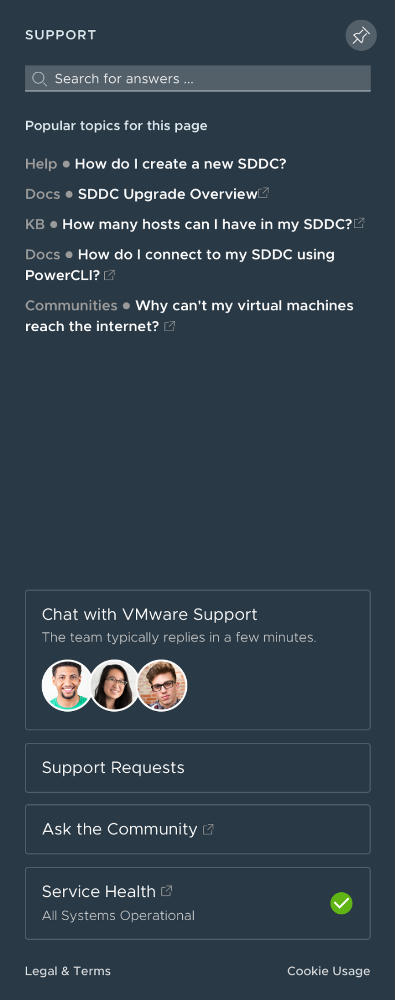 SUPPORT
Search for answers ...
Popular topics for this page
Help ● How do I create a new SDDC?
Docs ● SDDC Upgrade Overview
KB ● How many hosts can I have in my SDDC?
Docs ● How do I connect to my SDDC using
PowerCLI?
Communities ● Why can't my virtual machines
reach the internet?
Chat with VMware Support
The team typically replies in a few minutes.
Support Requests
Ask the Community
Service Health
All Systems Operational
Legal & Terms
Cookie Usage